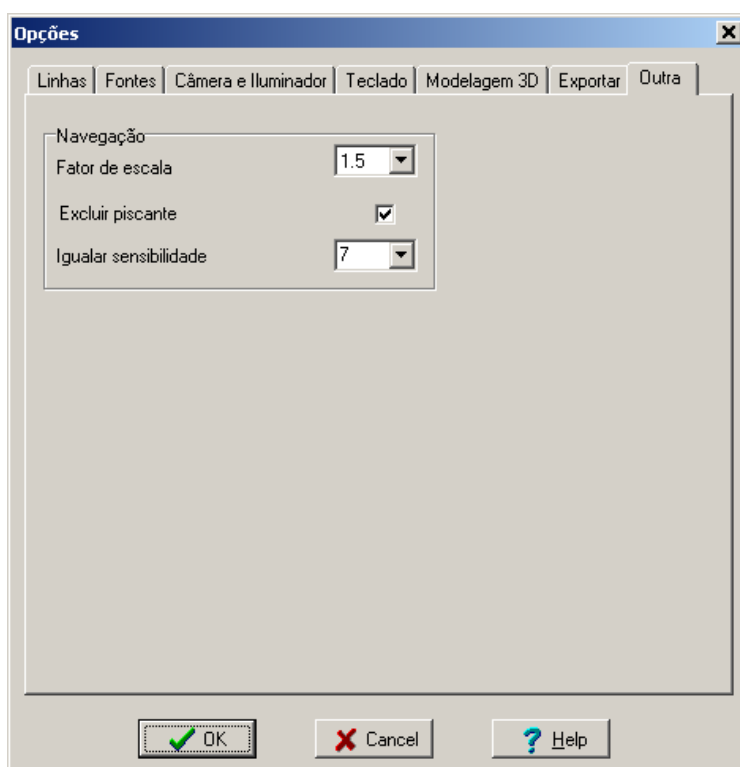 Opções
Linhas Fontes Câmera e Iluminador Teclado Modelagem 3D Exportar Outra
Navegação
Fator de escala 1.5
Excluir piscante
Igualar sensibilidade 7
OK Cancel Help